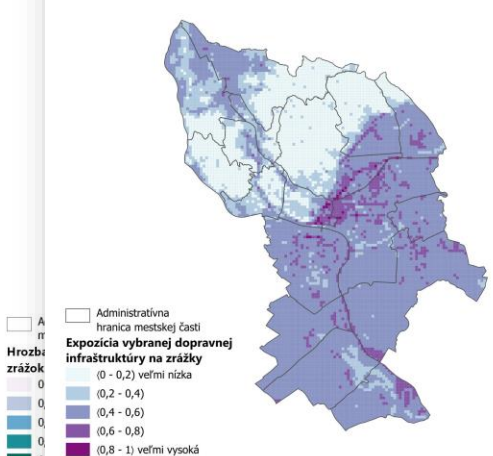 Hrozba
zrážok
Administratívna
hranica mestskej časti
Expozícia vybranej dopravnej
infraštruktúry na zrážky
(0 - 0,2) veľmi nízka
(0,2 - 0,4)
(0,4 - 0,6)
(0,6 - 0,8)
(0,8 - 1) veľmi vysoká